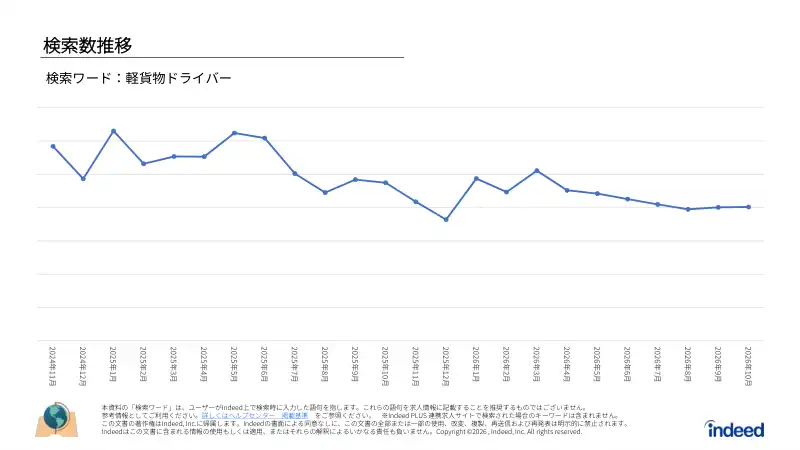 検索数推移
検索ワード：軽貨物ドライバー
2024年11月
2024年12月
2025年1月
2025年2月
2025年3月
2025年4月
2025年5月
2025年6月
2025年7月
2025年8月
2025年9月
2025年10月
2025年11月
2025年12月
2026年1月
2026年2月
2026年3月
2026年4月
2026年5月
2026年6月
2026年7月
2026年8月
2026年9月
2026年10月
本資料の「検索ワード」は、ユーザーがIndeed上で検索時に入力した語句を指します。これらの語句を求人情報に記載することを推奨するものではございません。
参考情報としてご利用ください。詳しくはヘルプセンター　掲載基準　をご参照ください。　※Indeed PLUS 連携求人サイトで検索された場合のキーワードは含まれません。
この文書の著作権はIndeed, Inc.に帰属します。Indeedの書面による同意なしに、この文書の全部または一部の使用、改変、複製、再送信および再発表は明示的に禁止されます。
Indeedはこの文書に含まれる情報の使用もしくは適用、またはそれらの解釈によるいかなる責任も負いません。Copyright ©2026 , Indeed, Inc. All rights reserved.
indeed